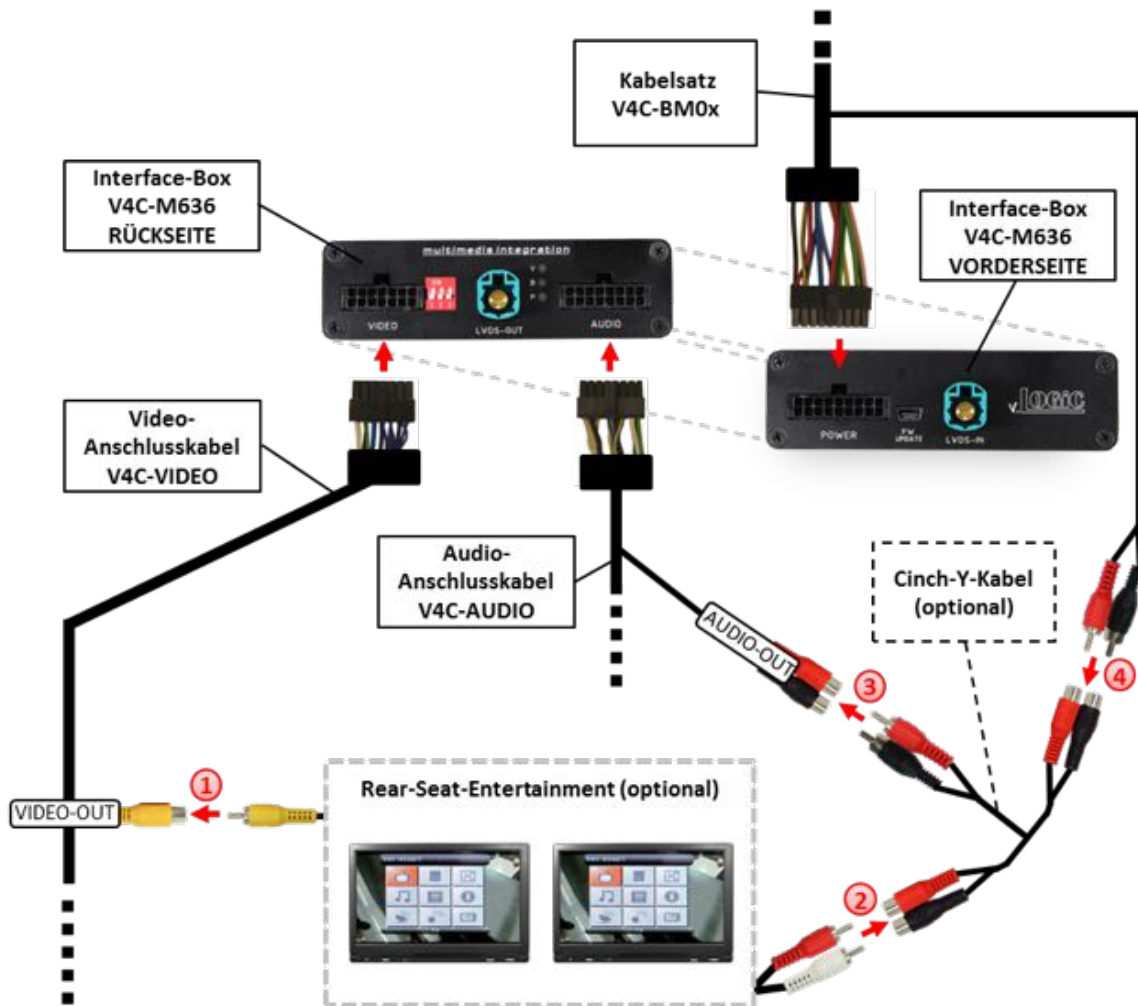 Kabelsatz
V4C-BM0x
Interface-Box
V4C-M636
RÜCKSEITE
Interface-Box
V4C-M636
VORDERSEITE
multimedia integration
VIDEO
LVDS-OUT
AUDIO
V
POWER
FW
UPDATE
LVDS-IN
v.LOGiC
Video-
Anschlusskabel
V4C-VIDEO
Audio-
Anschlusskabel
V4C-AUDIO
Cinch-Y-Kabel
(optional)
AUDIO-OUT
3
4
1
VIDEO-OUT
Rear-Seat-Entertainment (optional)
2